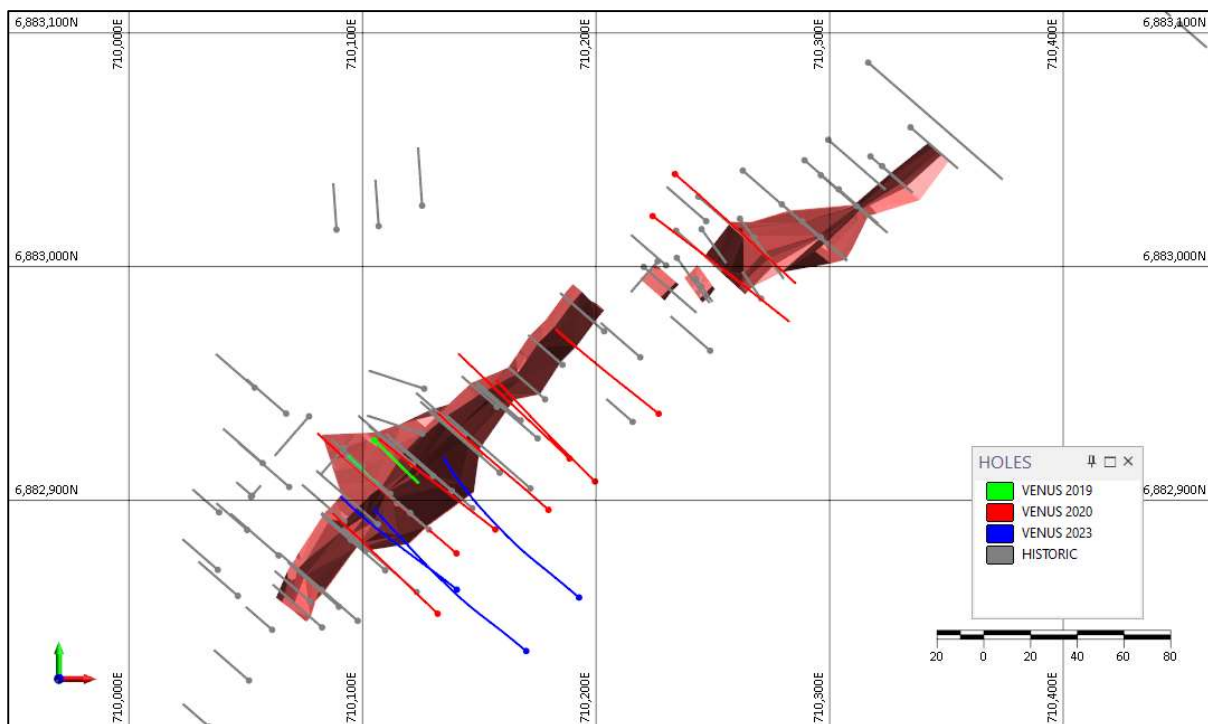 6,883,100N
6,883,100N
710,000E
710,100E
710,200E
710,300E
710,400E
6,883,000N
6,883,000N
6,882,900N
6,882,900N
HOLES
VENUS 2019
VENUS 2020
VENUS 2023
HISTORIC
20 0 20 40 60 80
710,000E
710,100E
710,200E
710,300E
710,400E